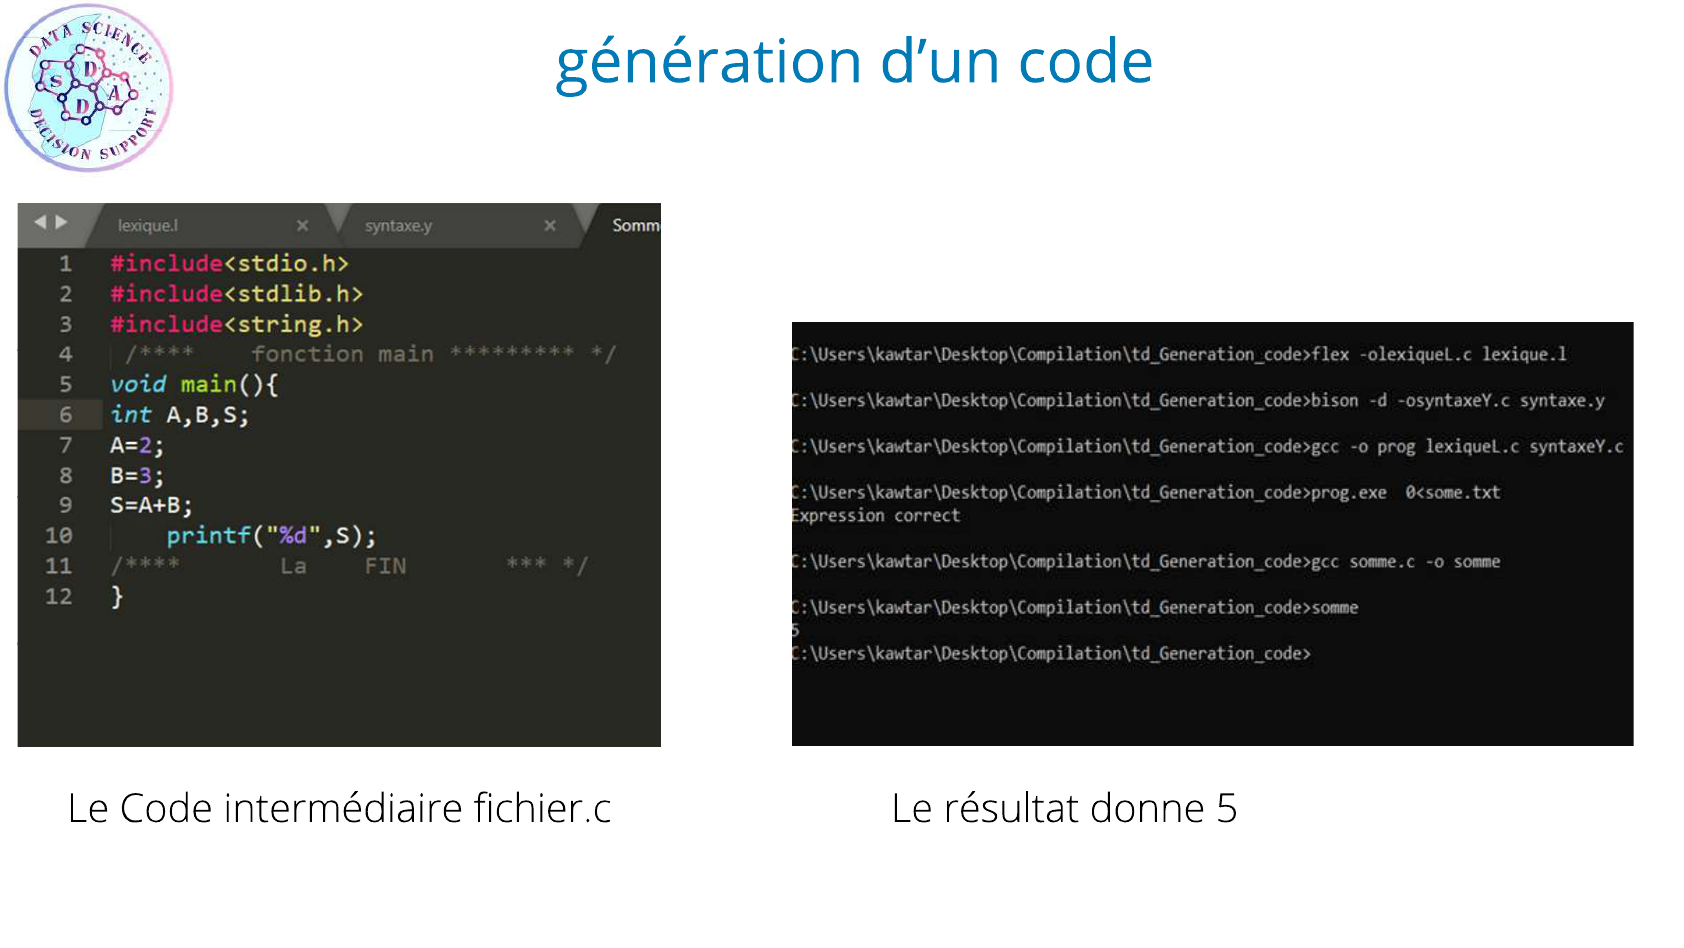 DATA SCIENCE
S D D A
DECISION SUPPORT
génération d’un code
lexique.l × syntaxe.y ×
1 #include<stdio.h>
2 #include<stdlib.h>
3 #include<string.h>
4 /**** fonction main ********* */
5 void main(){
6 int A,B,S;
7 A=2;
8 B=3;
9 S=A+B;
10 printf("%d",S);
11 /**** La FIN *** */
12 }
C:\Users\kawtar\Desktop\Compilation\td_Generation_code>flex -olexiqueL.c lexique.l
C:\Users\kawtar\Desktop\Compilation\td_Generation_code>bison -d -osyntaxeY.c syntaxe.y
C:\Users\kawtar\Desktop\Compilation\td_Generation_code>gcc -o prog lexiqueL.c syntaxeY.c
C:\Users\kawtar\Desktop\Compilation\td_Generation_code>prog.exe 0<some.txt
Expression correct
C:\Users\kawtar\Desktop\Compilation\td_Generation_code>gcc somme.c -o somme
C:\Users\kawtar\Desktop\Compilation\td_Generation_code>somme
5
C:\Users\kawtar\Desktop\Compilation\td_Generation_code>
Le Code intermédiaire fichier.c
Le résultat donne 5